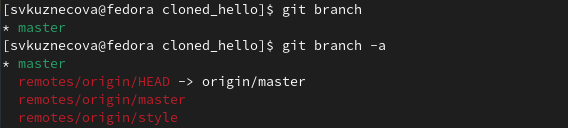 [svkuznecova@fedora cloned_hello]$ git branch
* master
[svkuznecova@fedora cloned_hello]$ git branch -a
* master
  remotes/origin/HEAD -> origin/master
  remotes/origin/master
  remotes/origin/style